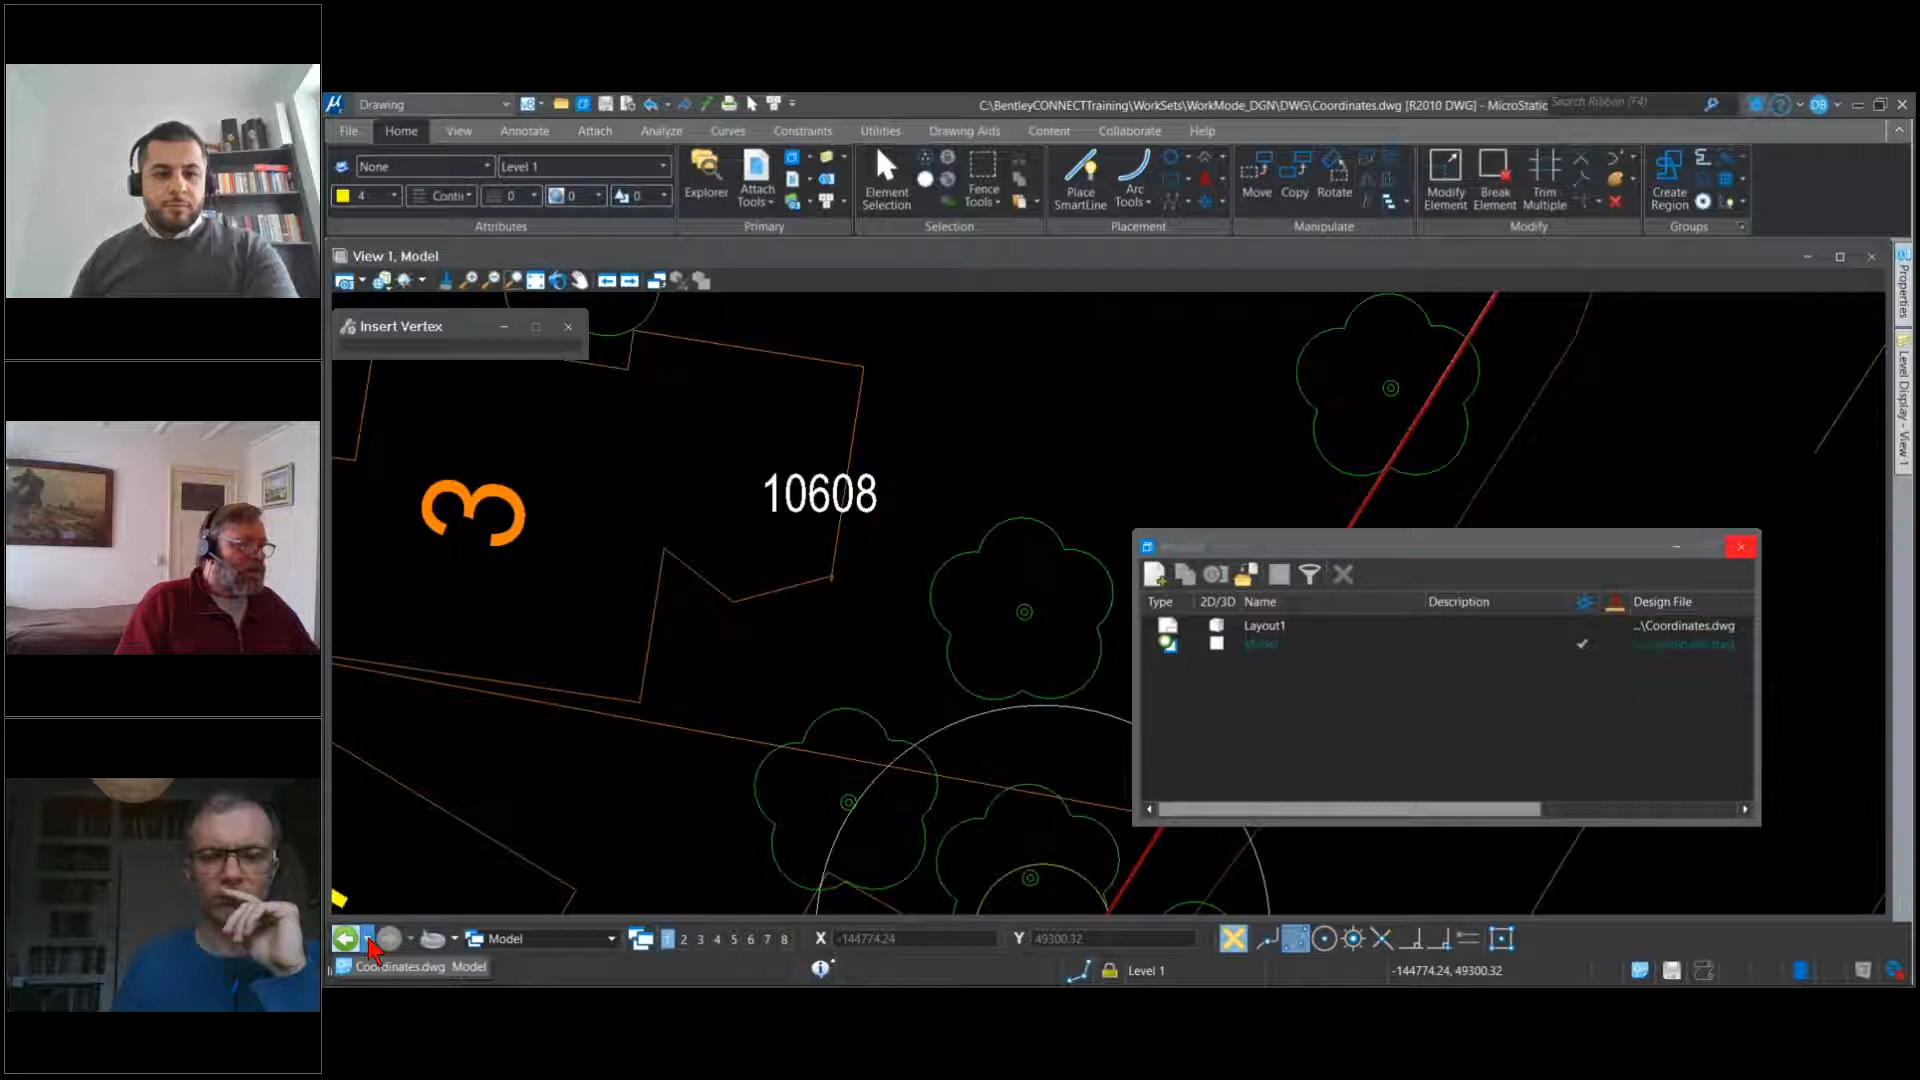 Drawing
C:\BentleyCONNECTTraining\WorkSets\WorkMode_DGN\DWG\Coordinates.dwg [R2010 DWG] - MicroStatic
Search Ribbon (F4)
DB
File Home View Annotate Attach Analyze Curves Constraints Utilities Drawing Aids Content Collaborate Help
None Level 1
4 Conti 0 0 0
Explorer Attach Tools Element Selection Fence Tools Place SmartLine Arc Tools Move Copy Rotate Modify Element Break Element Trim Multiple Create Region
Attributes Primary Selection Placement Manipulate Modify Groups
View 1, Model
Properties
Level Display - View 1
Insert Vertex
3
10608
Type 2D/3D Name Description Design File
Layout1 ...\Coordinates.dwg
Model 1 2 3 4 5 6 7 8 X -144774.24 Y 49300.32
Coordinates.dwg Model
Level 1 -144774.24, 49300.32